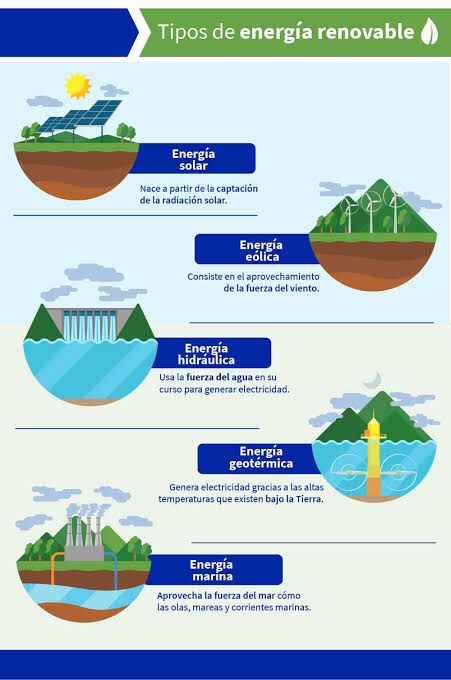 Tipos de energía renovable
Energía
solar
Nace a partir de la captación
de la radiación solar.
Energía
eólica
Consiste en el aprovechamiento
de la fuerza del viento.
Energía
hidráulica
Usa la fuerza del agua en su
curso para generar electricidad.
Energía
geotérmica
Genera electricidad gracias a las altas
temperaturas que existen bajo la Tierra.
Energía
marina
Aprovecha la fuerza del mar cómo
las olas, mareas y corrientes marinas.